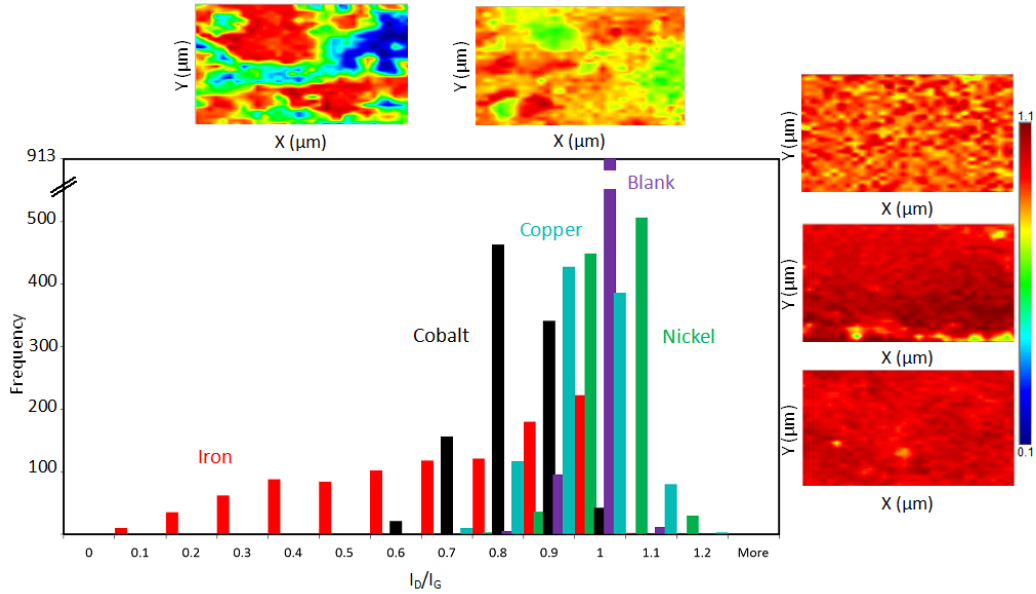 Y (µm)
X (µm)
Y (µm)
X (µm)
Y (µm)
X (µm)
Y (µm)
X (µm)
Y (µm)
X (µm)
1.1
0.1
913
500
400
300
200
100
Frequency
Iron
Cobalt
Copper
Blank
Nickel
0 0.1 0.2 0.3 0.4 0.5 0.6 0.7 0.8 0.9 1 1.1 1.2 More
I_D/I_G